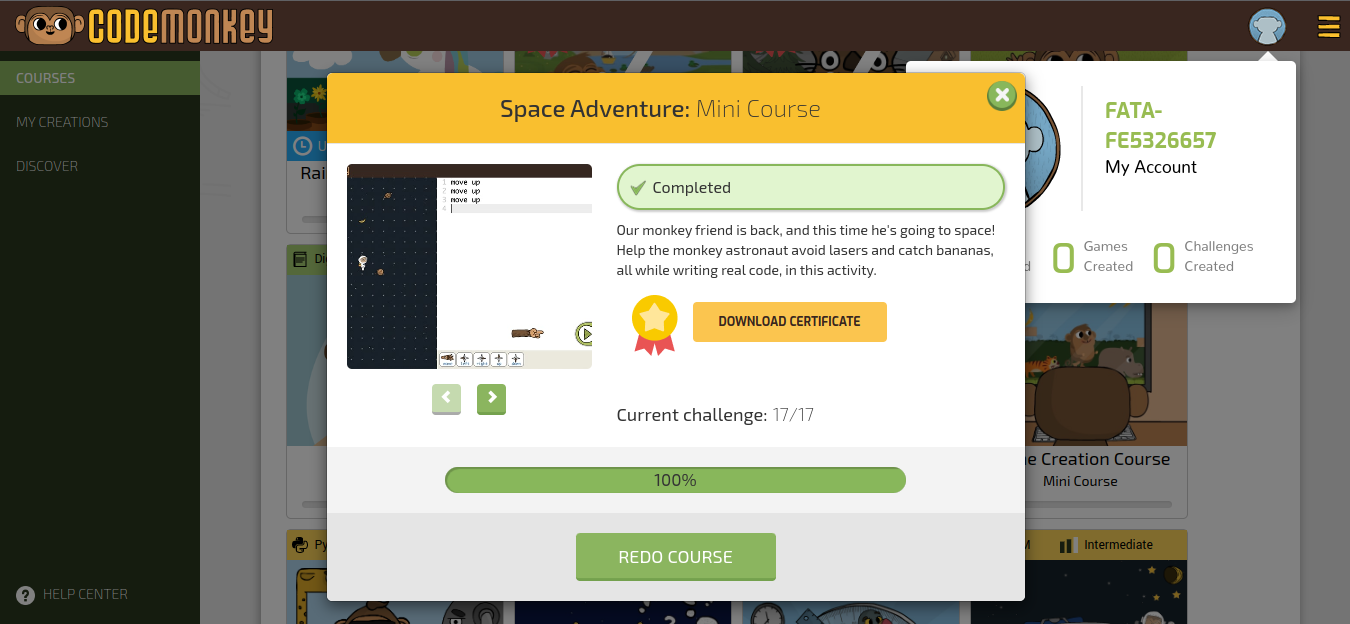 CODEMONKEY
COURSES
MY CREATIONS
DISCOVER
HELP CENTER
Space Adventure: Mini Course
1 move up
2 move up
3 move up
4
Completed
Our monkey friend is back, and this time he's going to space!
Help the monkey astronaut avoid lasers and catch bananas,
all while writing real code, in this activity.
DOWNLOAD CERTIFICATE
Current challenge: 17/17
100%
REDO COURSE
FATA-
FE5326657
My Account
0 Games
Created
0 Challenges
Created
Creation Course
Mini Course
Intermediate